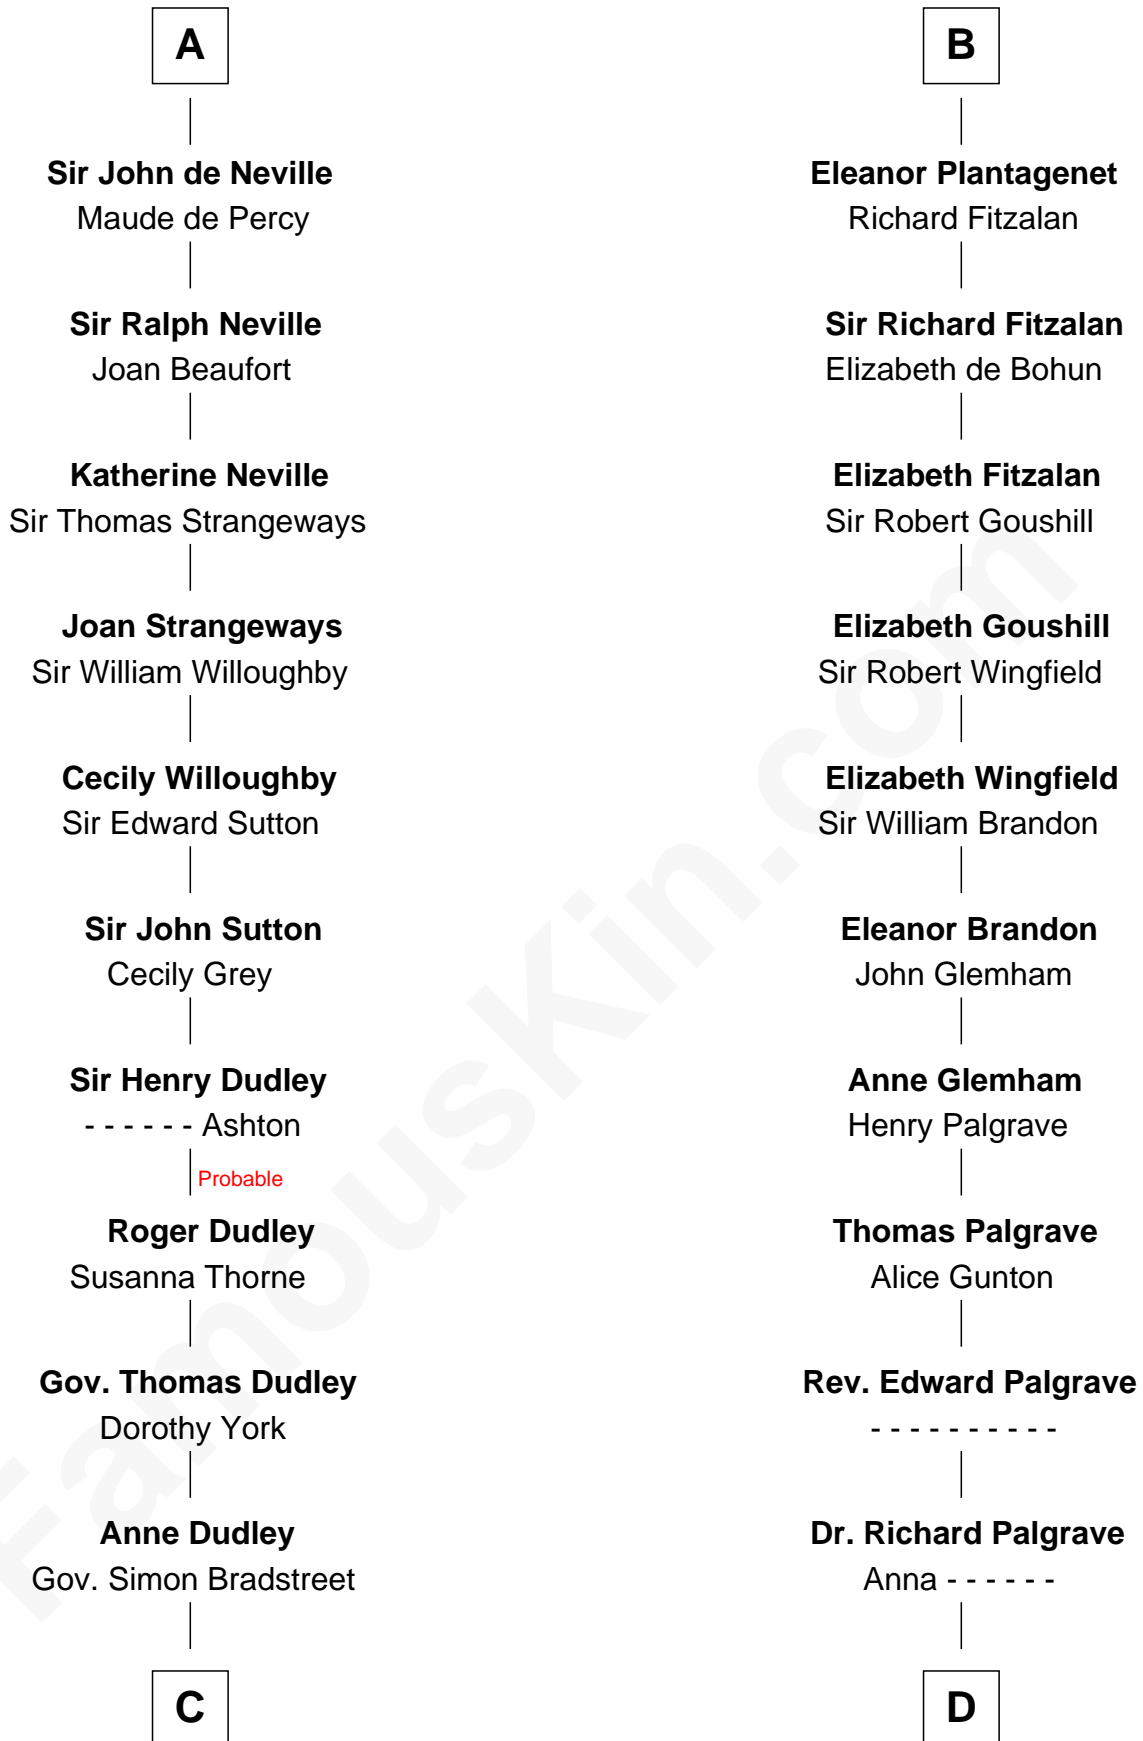 A
Sir John de Neville
Maude de Percy
Sir Ralph Neville
Joan Beaufort
Katherine Neville
Sir Thomas Strangeways
Joan Strangeways
Sir William Willoughby
Cecily Willoughby
Sir Edward Sutton
Sir John Sutton
Cecily Grey
Sir Henry Dudley
- - - - - - Ashton
Probable
Roger Dudley
Susanna Thorne
Gov. Thomas Dudley
Dorothy York
Anne Dudley
Gov. Simon Bradstreet
C
B
Eleanor Plantagenet
Richard Fitzalan
Sir Richard Fitzalan
Elizabeth de Bohun
Elizabeth Fitzalan
Sir Robert Goushill
Elizabeth Goushill
Sir Robert Wingfield
Elizabeth Wingfield
Sir William Brandon
Eleanor Brandon
John Glemham
Anne Glemham
Henry Palgrave
Thomas Palgrave
Alice Gunton
Rev. Edward Palgrave
- - - - - - - - - -
Dr. Richard Palgrave
Anna - - - - - -
D
FamousKin.com